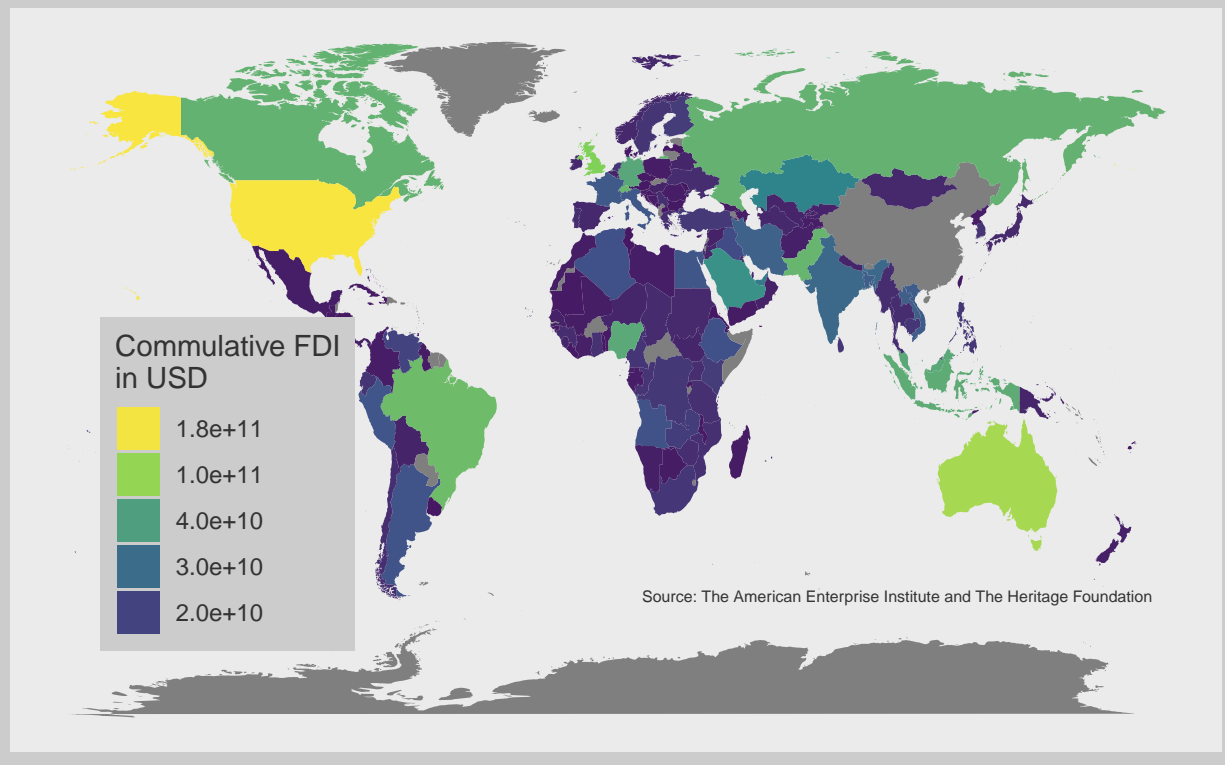 Commulative FDI
in USD
1.8e+11
1.0e+11
4.0e+10
3.0e+10
2.0e+10
Source: The American Enterprise Institute and The Heritage Foundation